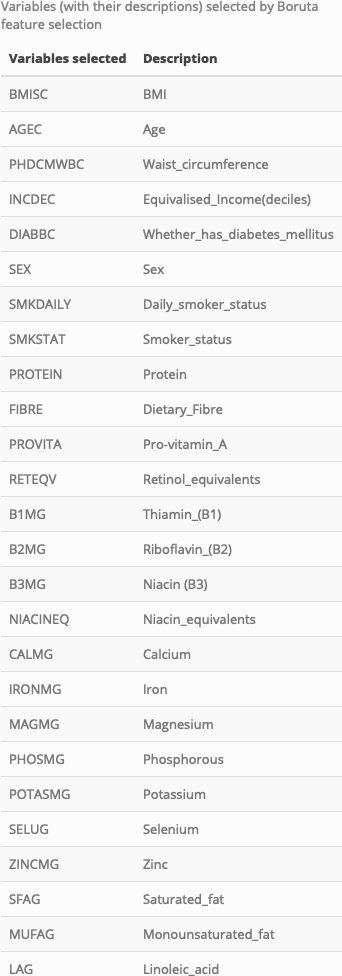 Variables (with their descriptions) selected by Boruta
feature selection
Variables selected Description
BMISC BMI
AGEC Age
PHDCMWBC Waist_circumference
INCDEC Equivalised_Income(deciles)
DIABBC Whether_has_diabetes_mellitus
SEX Sex
SMKDAILY Daily_smoker_status
SMKSTAT Smoker_status
PROTEIN Protein
FIBRE Dietary_Fibre
PROVITA Pro-vitamin_A
RETEQV Retinol_equivalents
B1MG Thiamin_(B1)
B2MG Riboflavin_(B2)
B3MG Niacin (B3)
NIACINEQ Niacin_equivalents
CALMG Calcium
IRONMG Iron
MAGMG Magnesium
PHOSMG Phosphorous
POTASMG Potassium
SELUG Selenium
ZINCMG Zinc
SFAG Saturated_fat
MUFAG Monounsaturated_fat
LAG Linoleic_acid